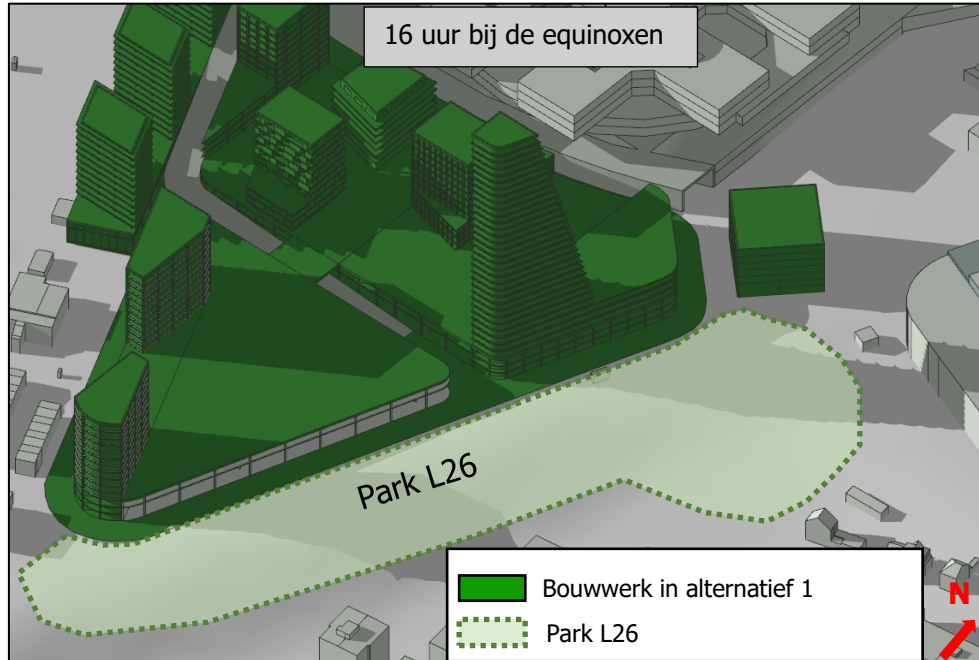 16 uur bij de equinoxen
Park L26
Bouwwerk in alternatief 1
Park L26
N